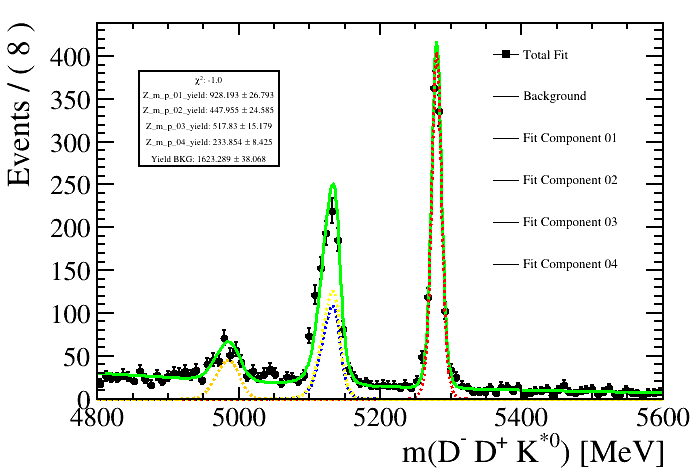 Events / ( 8 )
400
350
300
250
200
150
100
50
0
χ²: -1.0
Z_m_p_01_yield: 928.193 ± 26.793
Z_m_p_02_yield: 447.955 ± 24.585
Z_m_p_03_yield: 517.83 ± 15.179
Z_m_p_04_yield: 233.854 ± 8.425
Yield BKG: 1623.289 ± 38.068
Total Fit
Background
Fit Component 01
Fit Component 02
Fit Component 03
Fit Component 04
4800 5000 5200 5400 5600
m(D⁻ D⁺ K*⁰) [MeV]